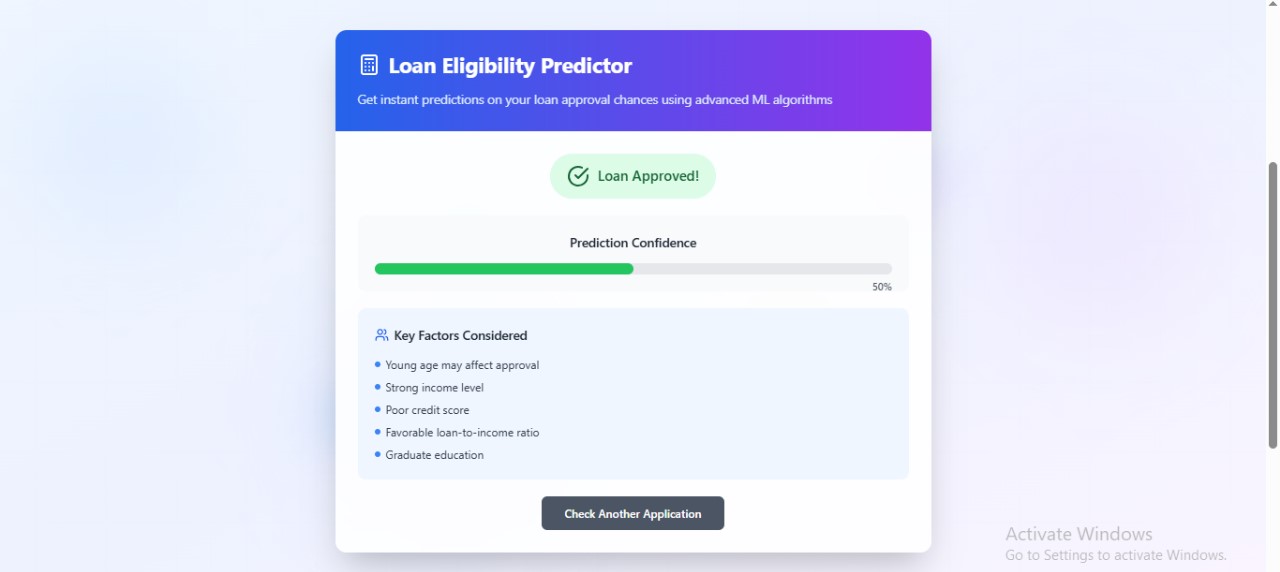 Loan Eligibility Predictor
Get instant predictions on your loan approval chances using advanced ML algorithms
Loan Approved!
Prediction Confidence
50%
Key Factors Considered
Young age may affect approval
Strong income level
Poor credit score
Favorable loan-to-income ratio
Graduate education
Check Another Application
Activate Windows
Go to Settings to activate Windows.